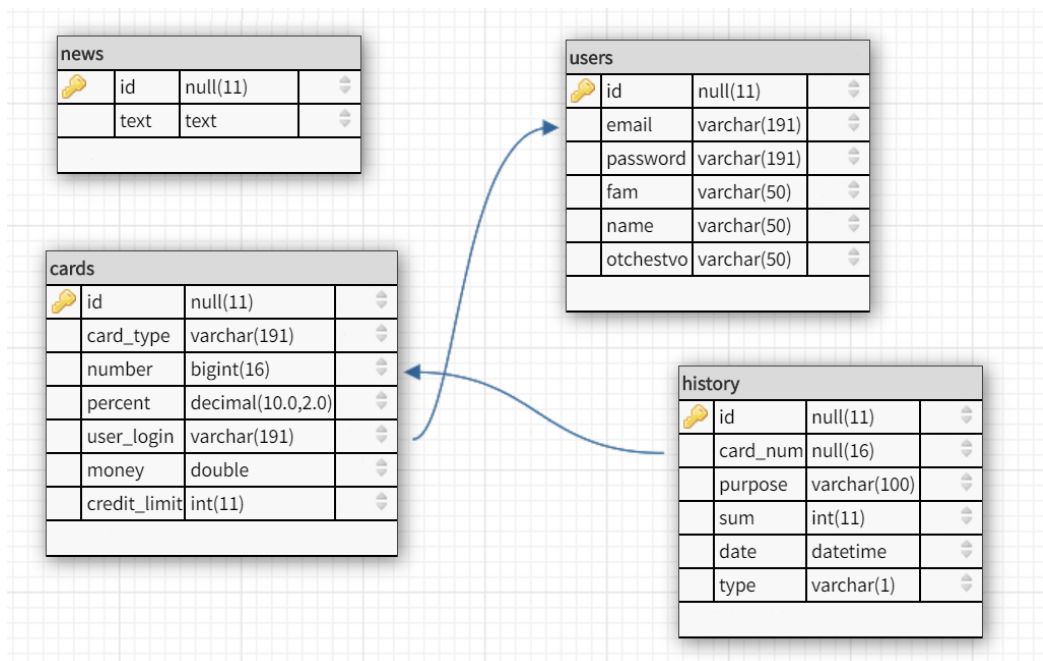 news
id null(11)
text text
users
id null(11)
email varchar(191)
password varchar(191)
fam varchar(50)
name varchar(50)
otchestvo varchar(50)
cards
id null(11)
card_type varchar(191)
number bigint(16)
percent decimal(10.0,2.0)
user_login varchar(191)
money double
credit_limit int(11)
history
id null(11)
card_num null(16)
purpose varchar(100)
sum int(11)
date datetime
type varchar(1)